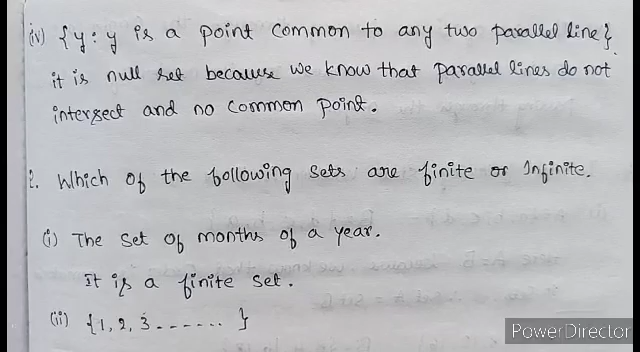 iv) {y : y is a point common to any two parallel line}
it is null set because we know that parallel lines do not
intersect and no common point.
2. Which of the following sets are finite or Infinite.
(i) The set of months of a year.
It is a finite set.
(ii) {1, 2, 3 - - - - - - }
PowerDirector